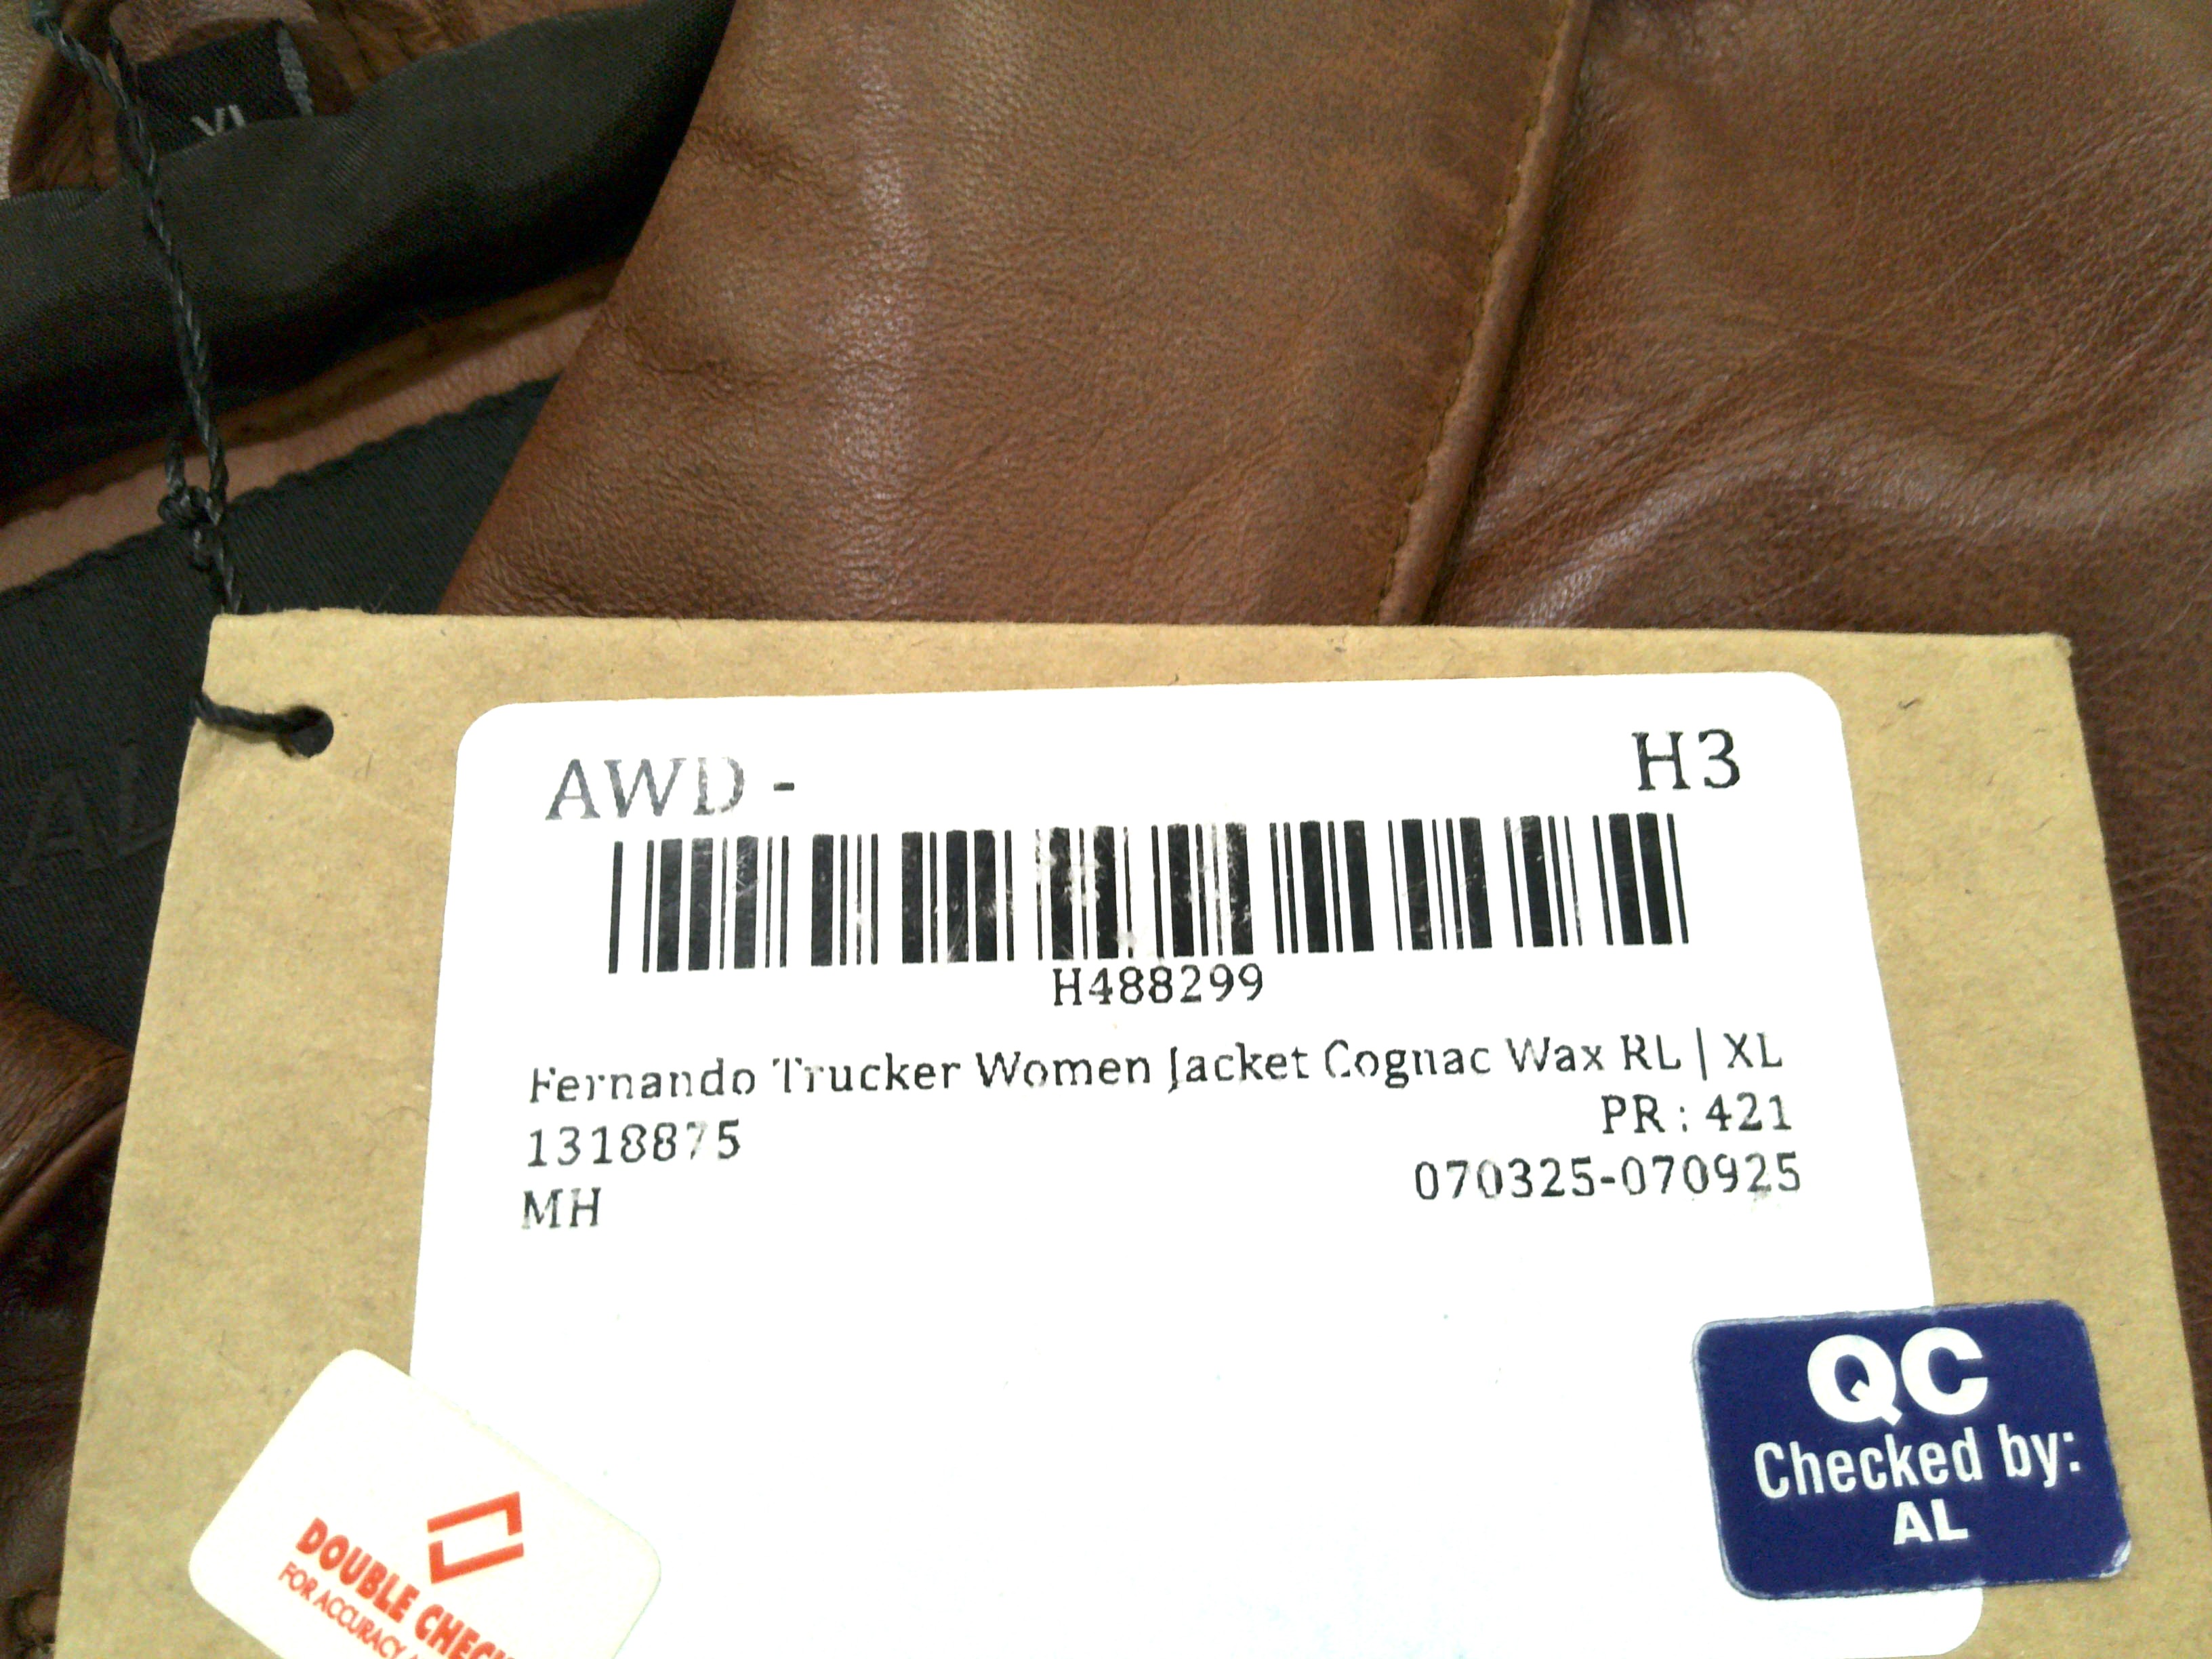 XL
AL
AWD - H3
H488299
Fernando Trucker Women Jacket Cognac Wax RL | XL
1318875 PR : 421
MH 070325-070925
QC
Checked by:
AL
DOUBLE CHECK
FOR ACCURACY